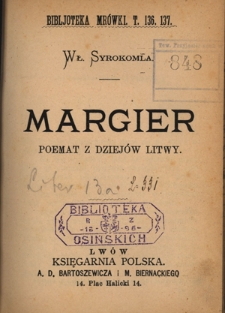 BIBLJOTEKA MRÓWKI. T. 136. 137.
WŁ. SYROKOMLA.
848
MARGIER
POEMAT Z DZIEJÓW LITWY.
BIBLIOTEKA
OSIŃSKICH
LWÓW
KSIĘGARNIA POLSKA.
A. D. BARTOSZEWICZA i M. BIERNACKIEGO
14. Plac Halicki 14.